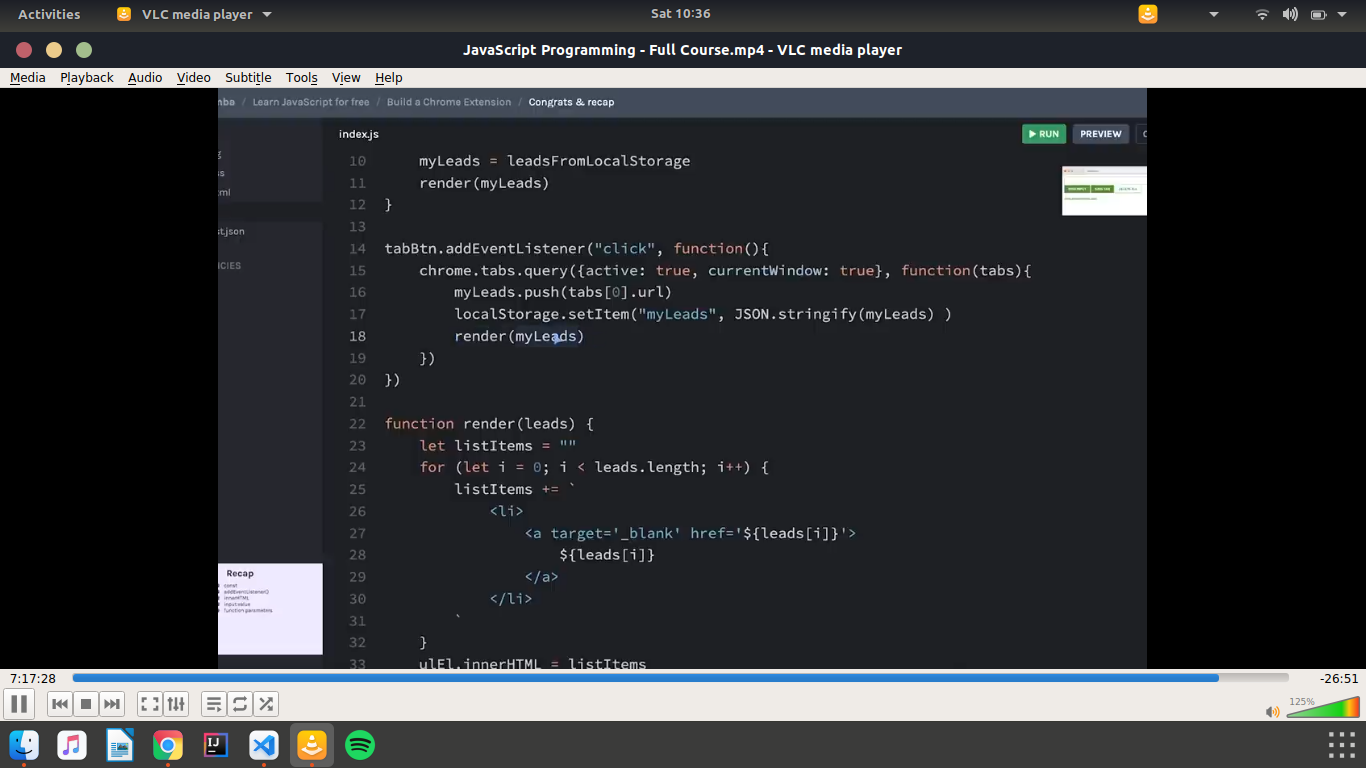 Activities VLC media player Sat 10:36
JavaScript Programming - Full Course.mp4 - VLC media player
Media Playback Audio Video Subtitle Tools View Help
/ Learn JavaScript for free / Build a Chrome Extension / Congrats & recap
index.js
RUN PREVIEW
10 myLeads = leadsFromLocalStorage
11 render(myLeads)
12 }
13
14 tabBtn.addEventListener("click", function(){
15 chrome.tabs.query({active: true, currentWindow: true}, function(tabs){
16 myLeads.push(tabs[0].url)
17 localStorage.setItem("myLeads", JSON.stringify(myLeads) )
18 render(myLeads)
19 })
20 })
21
22 function render(leads) {
23 let listItems = ""
24 for (let i = 0; i < leads.length; i++) {
25 listItems += `
26 <li>
27 <a target='_blank' href='${leads[i]}'>
28 ${leads[i]}
29 </a>
30 </li>
31 `
32 }
33 ulEl.innerHTML = listItems
Recap
const
addEventListener()
innerHTML
input.value
function parameters
7:17:28 -26:51
125%